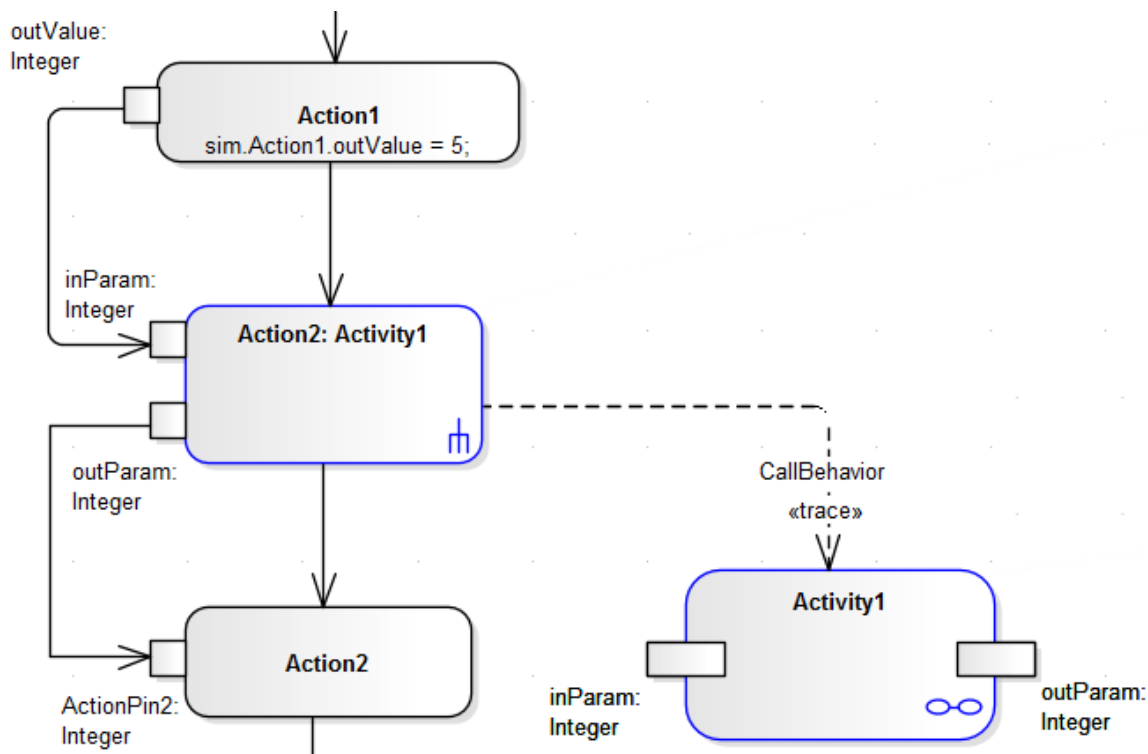 outValue:
Integer
Action1
sim.Action1.outValue = 5;
inParam:
Integer
Action2: Activity1
outParam:
Integer
CallBehavior
«trace»
Activity1
Action2
inParam:
Integer
outParam:
Integer
ActionPin2:
Integer